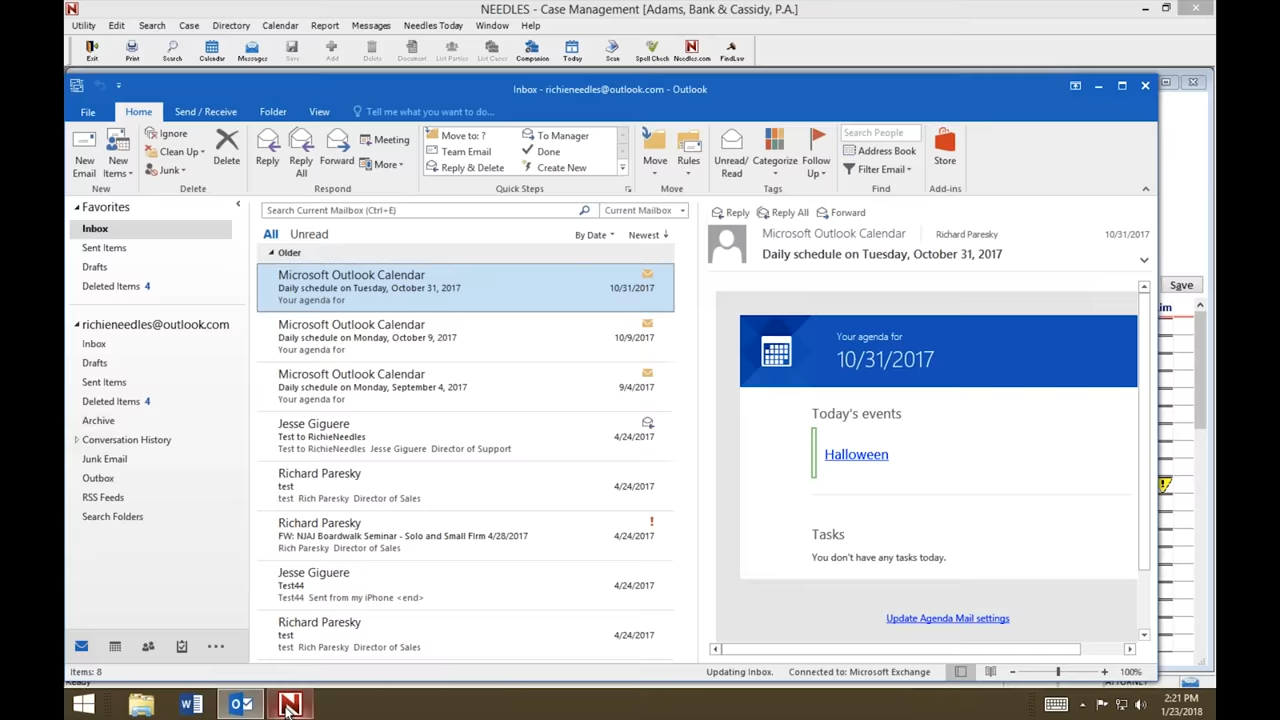 NEEDLES - Case Management [Adams, Bank & Cassidy, P.A.]
Utility Edit Search Case Directory Calendar Report Messages Needles Today Window Help
Exit Print Search Calendar Messages Save Add Delete Document List Parties List Cases Companion Today Scan Spell Check Needles.com FindLaw
Inbox - richieneedles@outlook.com - Outlook
File Home Send / Receive Folder View Tell me what you want to do...
New Email
New Items
Ignore
Clean Up
Junk
Delete
Reply
Reply All
Forward
Meeting
More
Move to: ?
Team Email
Reply & Delete
To Manager
Done
Create New
Move
Rules
Unread/ Read
Categorize
Follow Up
Search People
Address Book
Filter Email
Store
New Delete Respond Quick Steps Move Tags Find Add-ins
Favorites
Inbox
Sent Items
Drafts
Deleted Items 4
richieneedles@outlook.com
Inbox
Drafts
Sent Items
Deleted Items 4
Archive
Conversation History
Junk Email
Outbox
RSS Feeds
Search Folders
Search Current Mailbox (Ctrl+E) Current Mailbox
All Unread By Date Newest
Older
Microsoft Outlook Calendar
Daily schedule on Tuesday, October 31, 2017 10/31/2017
Your agenda for
Microsoft Outlook Calendar
Daily schedule on Monday, October 9, 2017 10/9/2017
Your agenda for
Microsoft Outlook Calendar
Daily schedule on Monday, September 4, 2017 9/4/2017
Your agenda for
Jesse Giguere
Test to RichieNeedles 4/24/2017
Test to RichieNeedles Jesse Giguere Director of Support
Richard Paresky
test 4/24/2017
test Rich Paresky Director of Sales
Richard Paresky
FW: NJAJ Boardwalk Seminar - Solo and Small Firm 4/28/2017 4/24/2017
Rich Paresky Director of Sales
Jesse Giguere
Test44 4/24/2017
Test44 Sent from my iPhone <end>
Richard Paresky
test 4/24/2017
Reply Reply All Forward
Microsoft Outlook Calendar Richard Paresky 10/31/2017
Daily schedule on Tuesday, October 31, 2017
Your agenda for
10/31/2017
Today's events
Halloween
Tasks
You don't have any tasks today.
Update Agenda Mail settings
Save
im
Items: 8 Updating Inbox. Connected to: Microsoft Exchange 100%
2:21 PM
1/23/2018